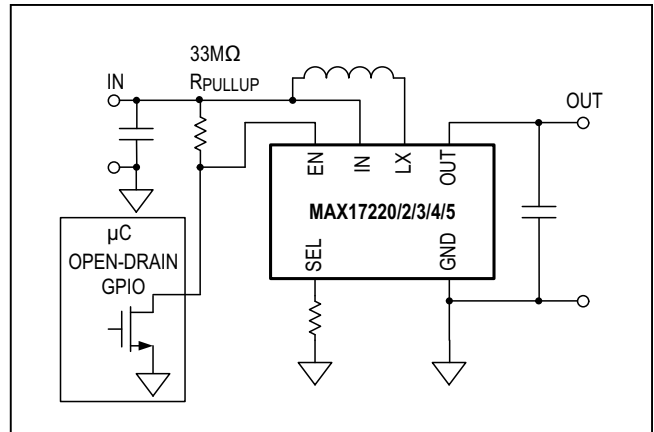 33MΩ
RPULLUP
IN
OUT
EN
IN
LX
OUT
MAX17220/2/3/4/5
SEL
GND
µC
OPEN-DRAIN
GPIO